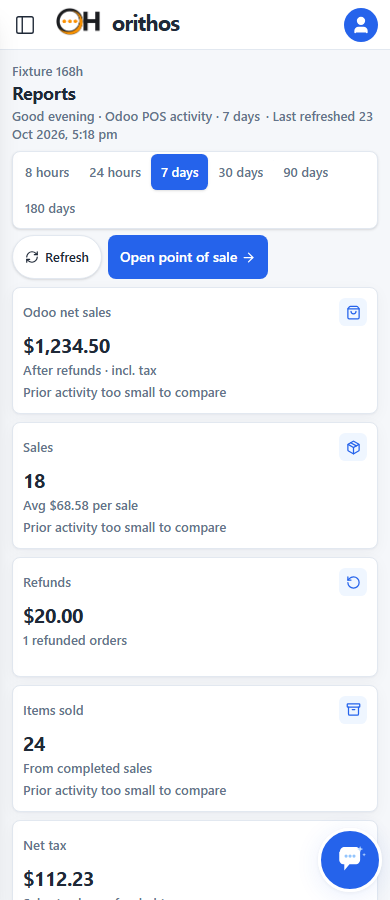 OH orithos
Fixture 168h
Reports
Good evening · Odoo POS activity · 7 days · Last refreshed 23
Oct 2026, 5:18 pm
8 hours 24 hours 7 days 30 days 90 days
180 days
Refresh Open point of sale →
Odoo net sales
$1,234.50
After refunds · incl. tax
Prior activity too small to compare
Sales
18
Avg $68.58 per sale
Prior activity too small to compare
Refunds
$20.00
1 refunded orders
Items sold
24
From completed sales
Prior activity too small to compare
Net tax
$112.23